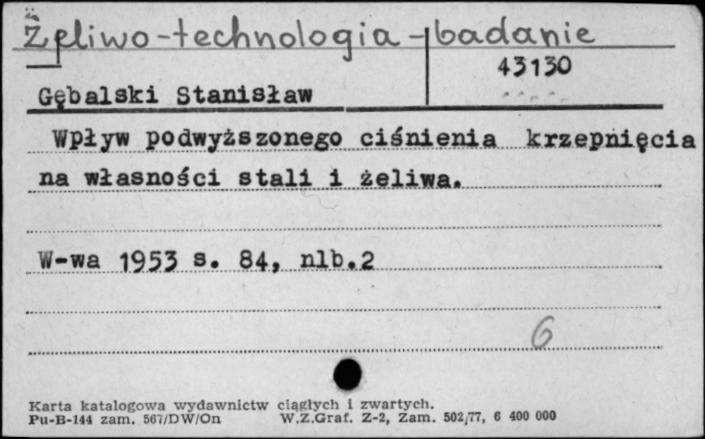 Żeliwo-technologia-badanie
43130
Gębalski Stanisław
Wpływ podwyższonego ciśnienia krzepnięcia
na własności stali i żeliwa.
W-wa 1953 s. 84, nlb.2
6
Karta katalogowa wydawnictw ciągłych i zwartych.
Pu-B-144 zam. 567/DW/On W.Z.Graf. Z-2, Zam. 502/77, 6 400 000